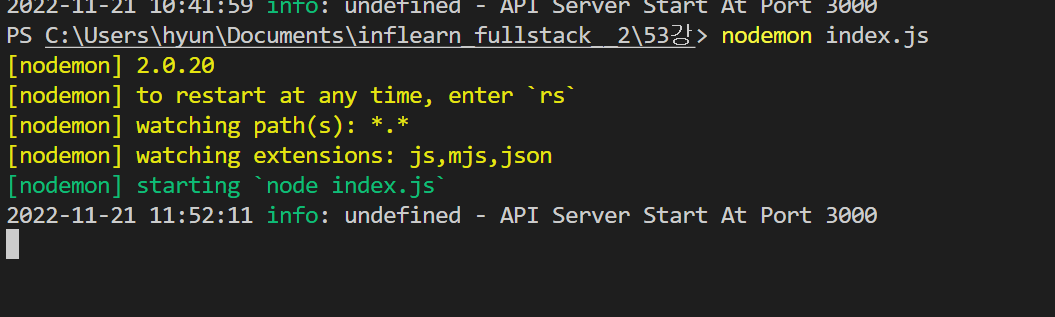 2022-11-21 10:41:59 info: undefined - API Server Start At Port 3000
PS C:\Users\hyun\Documents\inflearn_fullstack__2\53강> nodemon index.js
[nodemon] 2.0.20
[nodemon] to restart at any time, enter `rs`
[nodemon] watching path(s): *.*
[nodemon] watching extensions: js,mjs,json
[nodemon] starting `node index.js`
2022-11-21 11:52:11 info: undefined - API Server Start At Port 3000